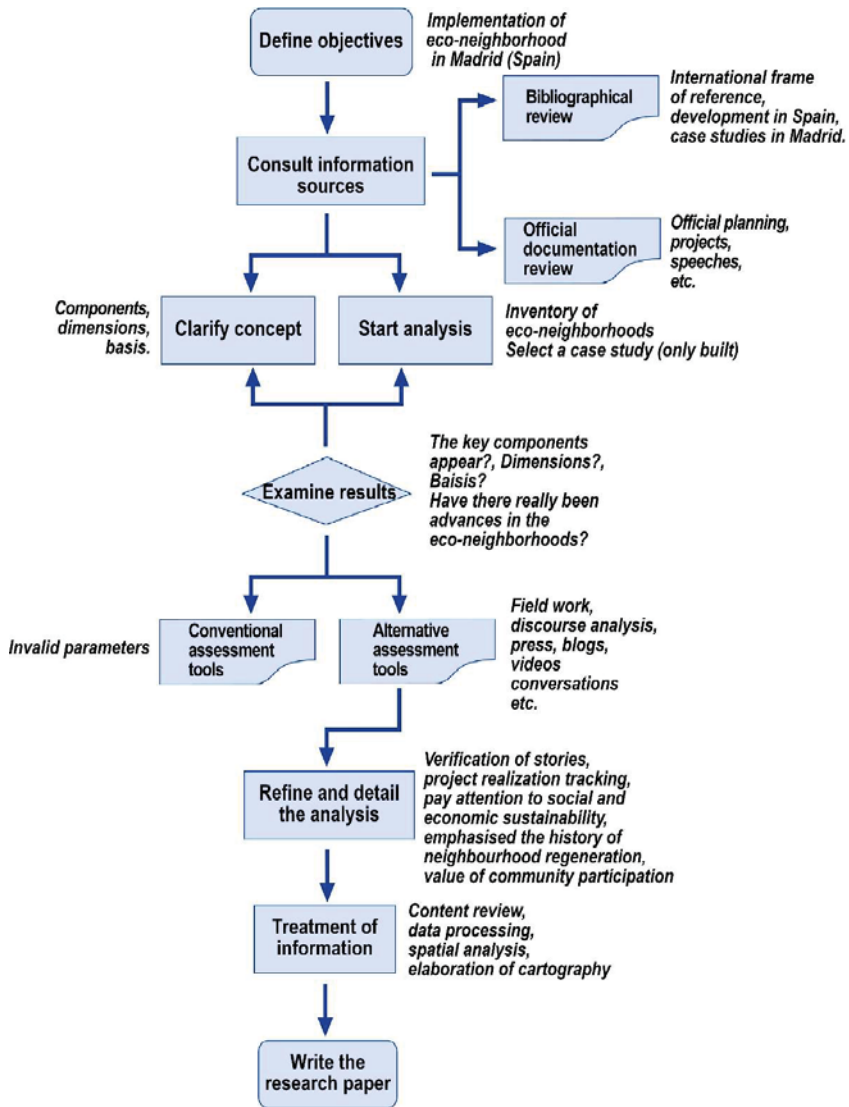 Define objectives
Implementation of
eco-neighborhood
in Madrid (Spain)
Bibliographical
review
International frame
of reference,
development in Spain,
case studies in Madrid.
Consult information
sources
Official
documentation
review
Official planning,
projects,
speeches,
etc.
Components,
dimensions,
basis.
Clarify concept
Start analysis
Inventory of
eco-neighborhoods
Select a case study (only built)
Examine results
The key components
appear?, Dimensions?,
Baisis?
Have there really been
advances in the
eco-neighborhoods?
Invalid parameters
Conventional
assessment
tools
Alternative
assessment
tools
Field work,
discourse analysis,
press, blogs,
videos
conversations
etc.
Refine and detail
the analysis
Verification of stories,
project realization tracking,
pay attention to social and
economic sustainability,
emphasised the history of
neighbourhood regeneration,
value of community participation
Treatment of
information
Content review,
data processing,
spatial analysis,
elaboration of cartography
Write the
research paper